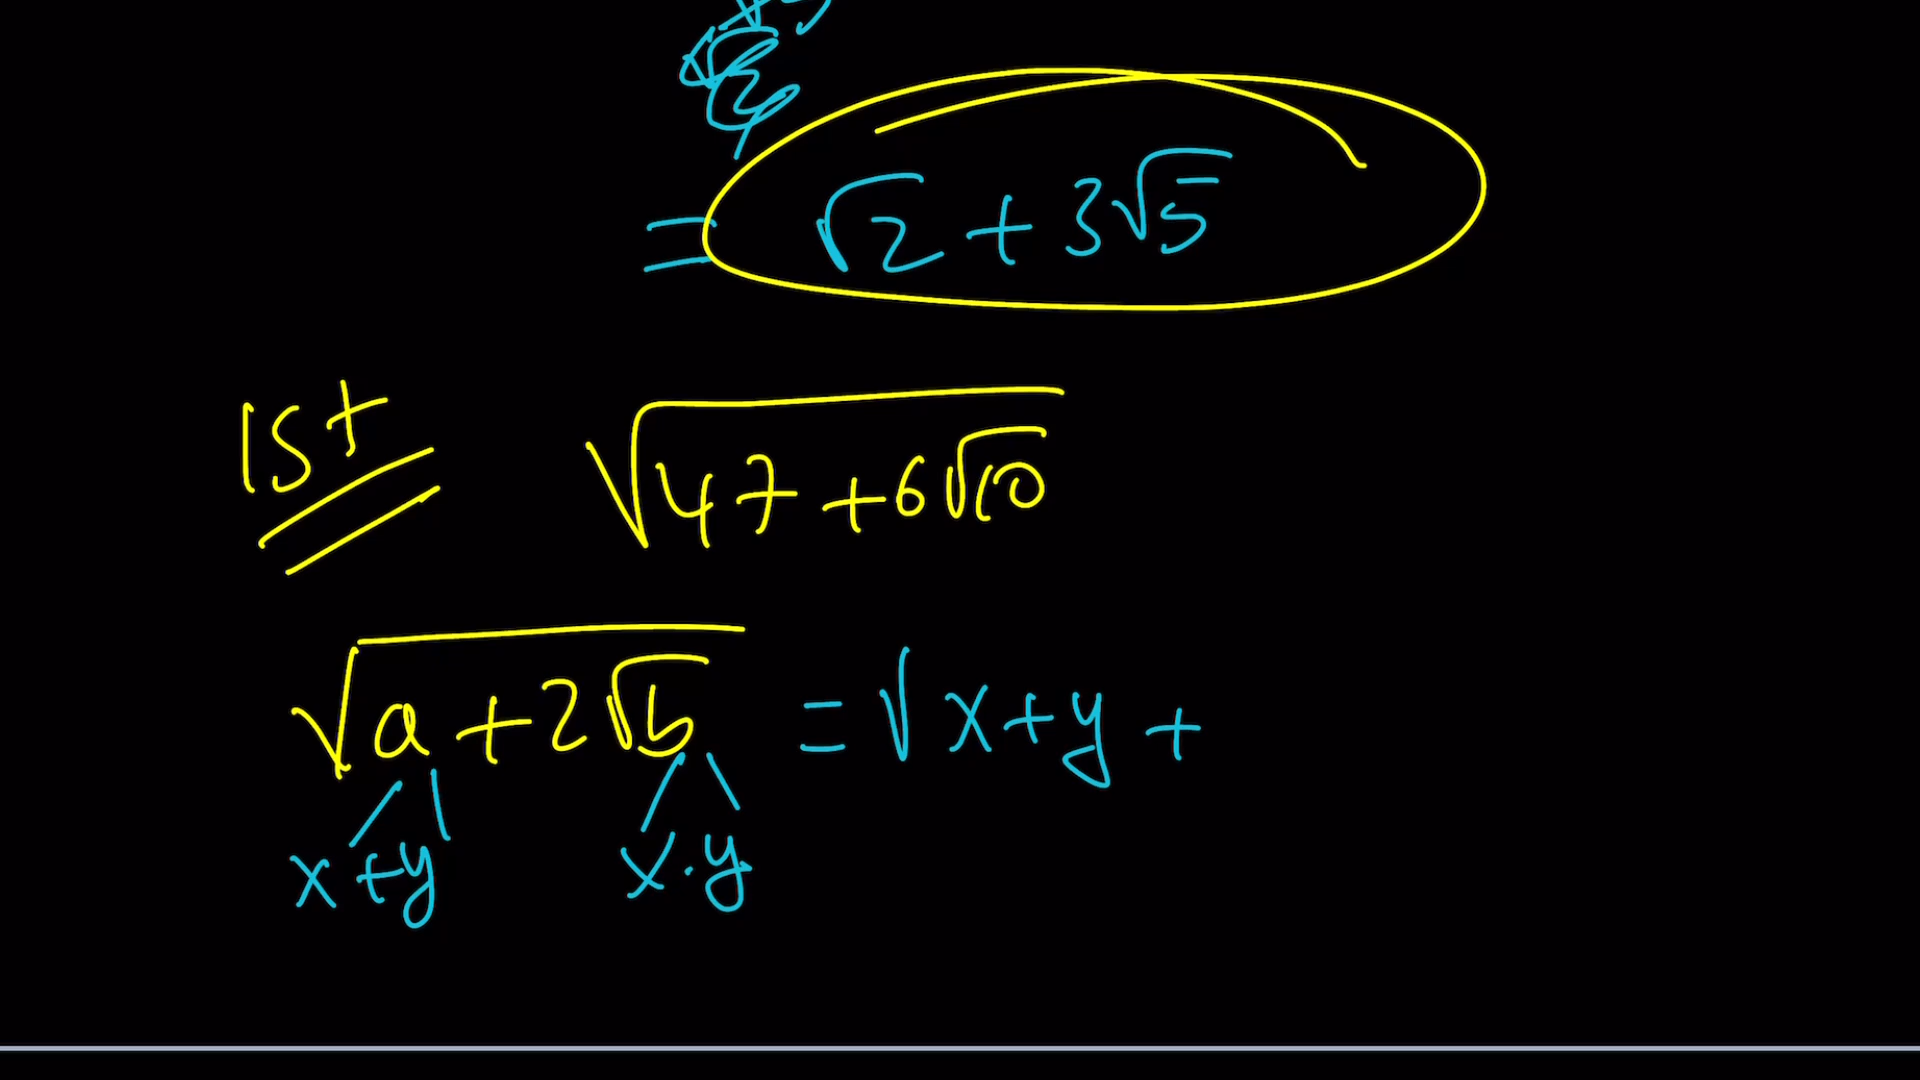 = √2 + 3√5
1st √47 + 6√10
√a + 2√b = √x + y +
x + y x · y